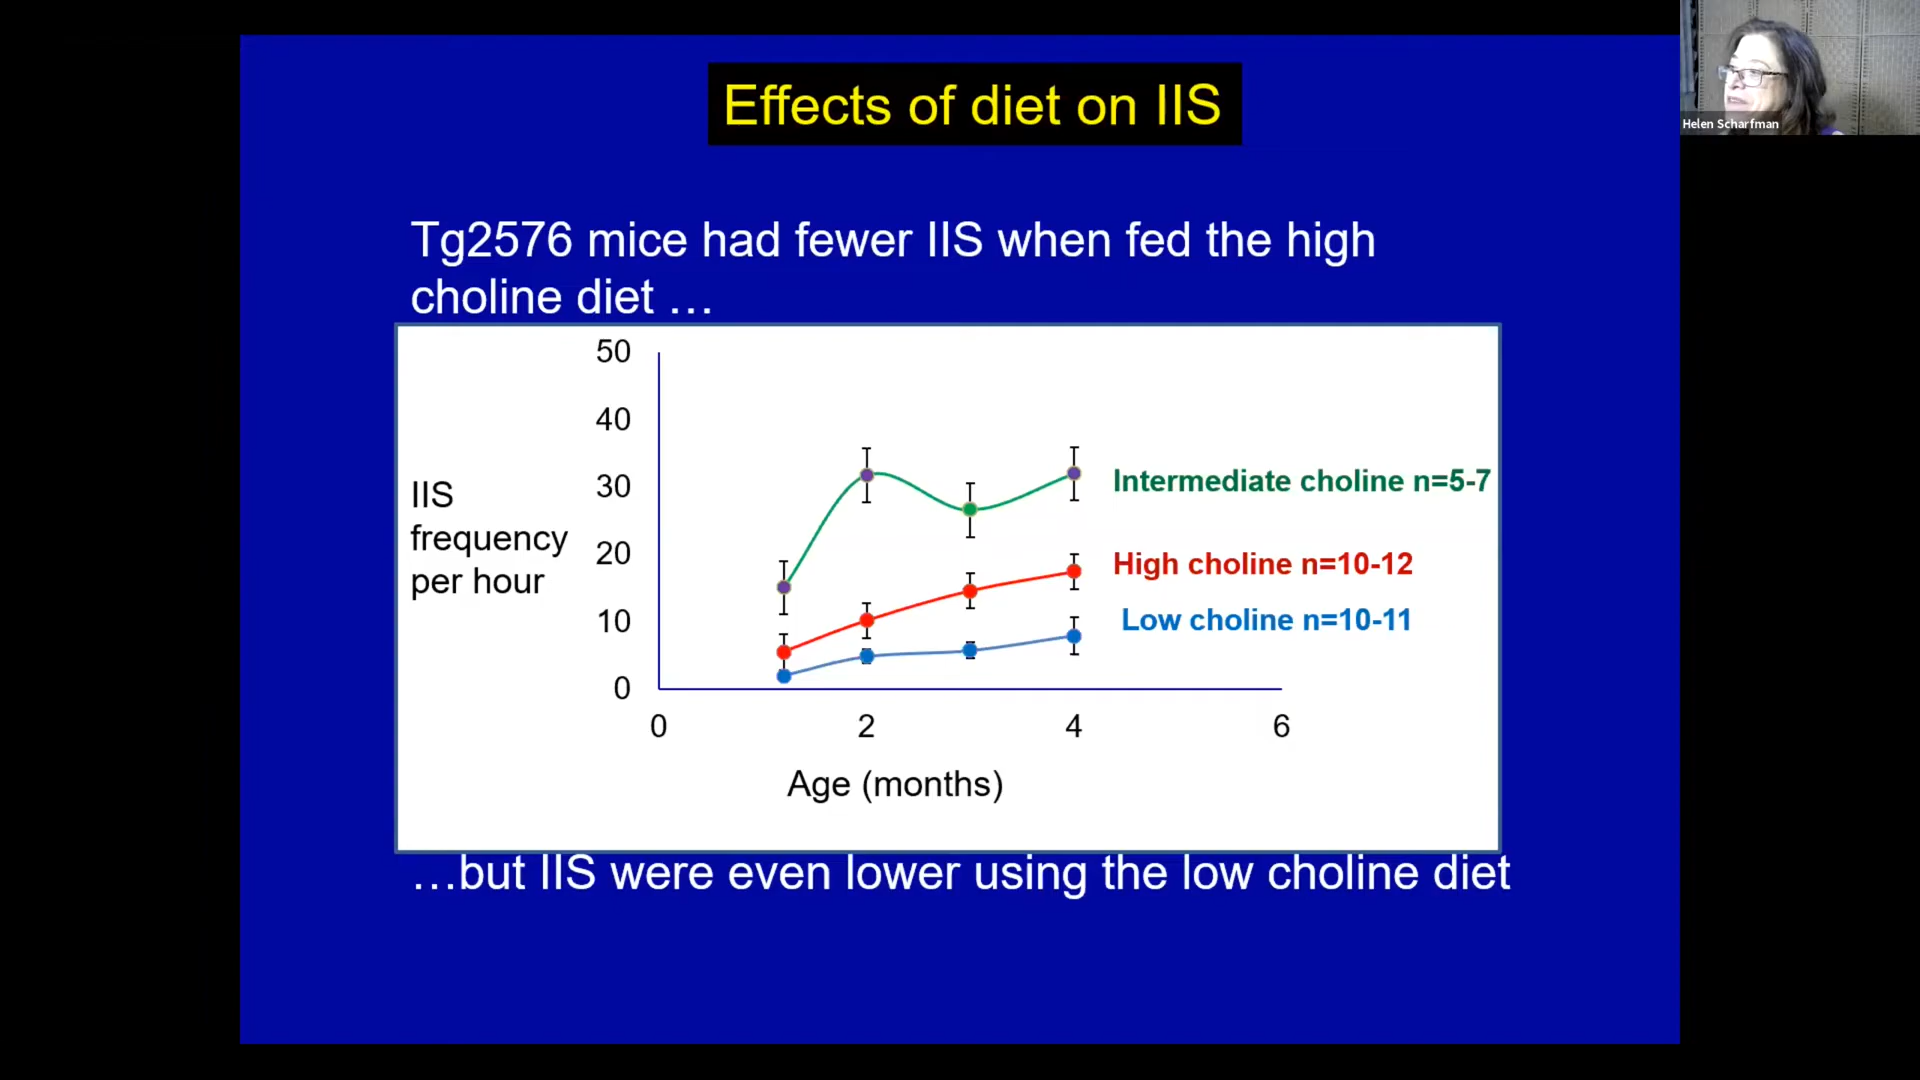 Effects of diet on IIS
Helen Scharfman
Tg2576 mice had fewer IIS when fed the high
choline diet …
50
40
30
20
10
0
IIS
frequency
per hour
Intermediate choline n=5-7
High choline n=10-12
Low choline n=10-11
0 2 4 6
Age (months)
…but IIS were even lower using the low choline diet